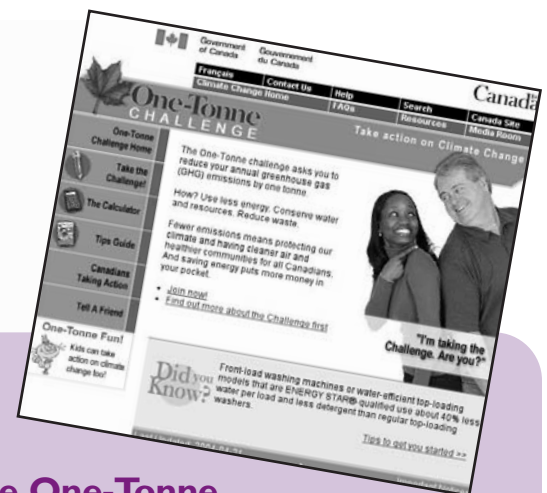 Government
of Canada
Gouvernement
du Canada
Canada
Français
Contact Us
Help
Search
Canada Site
Climate Change Home
FAQs
Resources
Media Room
One-Tonne
CHALLENGE
Take action on Climate Change
One-Tonne
Challenge Home
Take the
Challenge!
The Calculator
Tips Guide
Canadians
Taking Action
Tell A Friend
One-Tonne Fun!
Kids can take
action on climate
change too!
The One-Tonne challenge asks you to
reduce your annual greenhouse gas
(GHG) emissions by one tonne.
How? Use less energy. Conserve water
and resources. Reduce waste.
Fewer emissions means protecting our
climate and having cleaner air and
healthier communities for all Canadians.
And saving energy puts more money in
your pocket.
• Join now!
• Find out more about the Challenge first
"I'm taking the
Challenge. Are you?"
Did you
Know?
Front-load washing machines or water-efficient top-loading
models that are ENERGY STAR® qualified use about 40% less
water per load and less detergent than regular top-loading
washers.
Tips to get you started >>
Last Updated:
Important Notices
One-Tonne